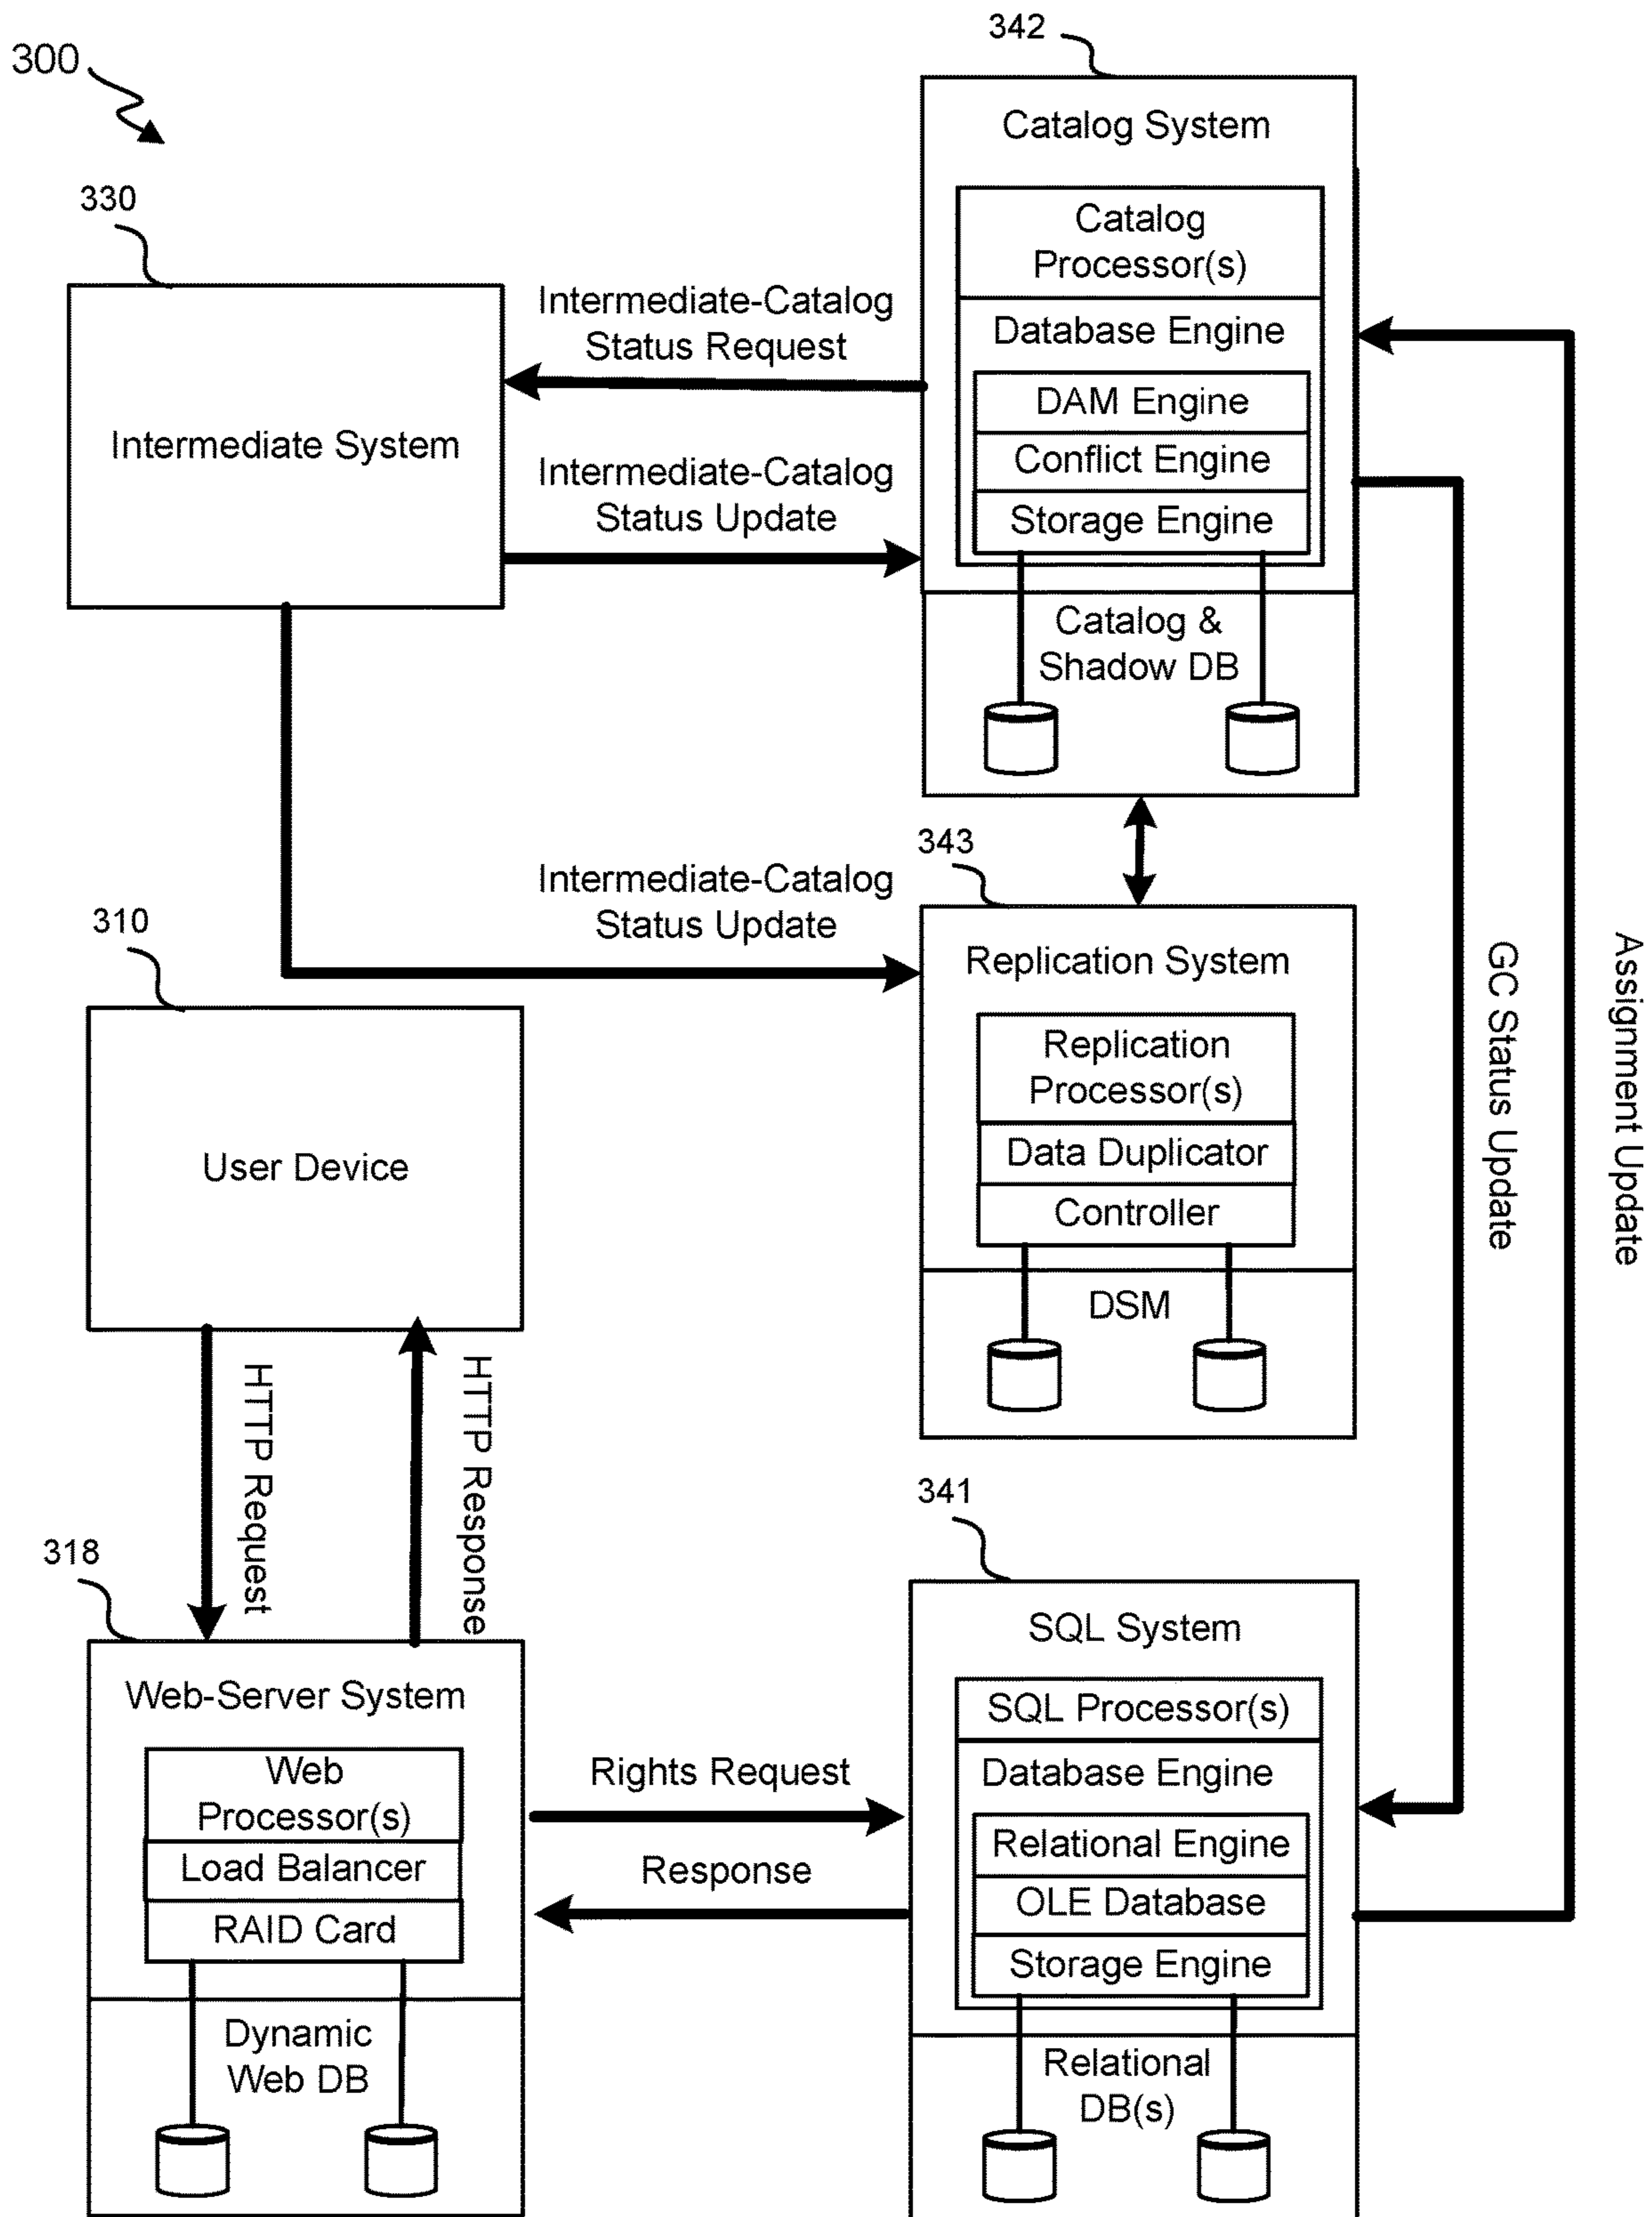 300
342
Catalog System
Catalog
Processor(s)
Database Engine
DAM Engine
Conflict Engine
Storage Engine
Catalog &
Shadow DB
330
Intermediate System
Intermediate-Catalog
Status Request
Intermediate-Catalog
Status Update
Intermediate-Catalog
Status Update
343
Replication System
Replication
Processor(s)
Data Duplicator
Controller
DSM
GC Status Update
Assignment Update
310
User Device
HTTP Request
HTTP Response
318
Web-Server System
Web
Processor(s)
Load Balancer
RAID Card
Dynamic
Web DB
Rights Request
Response
341
SQL System
SQL Processor(s)
Database Engine
Relational Engine
OLE Database
Storage Engine
Relational
DB(s)